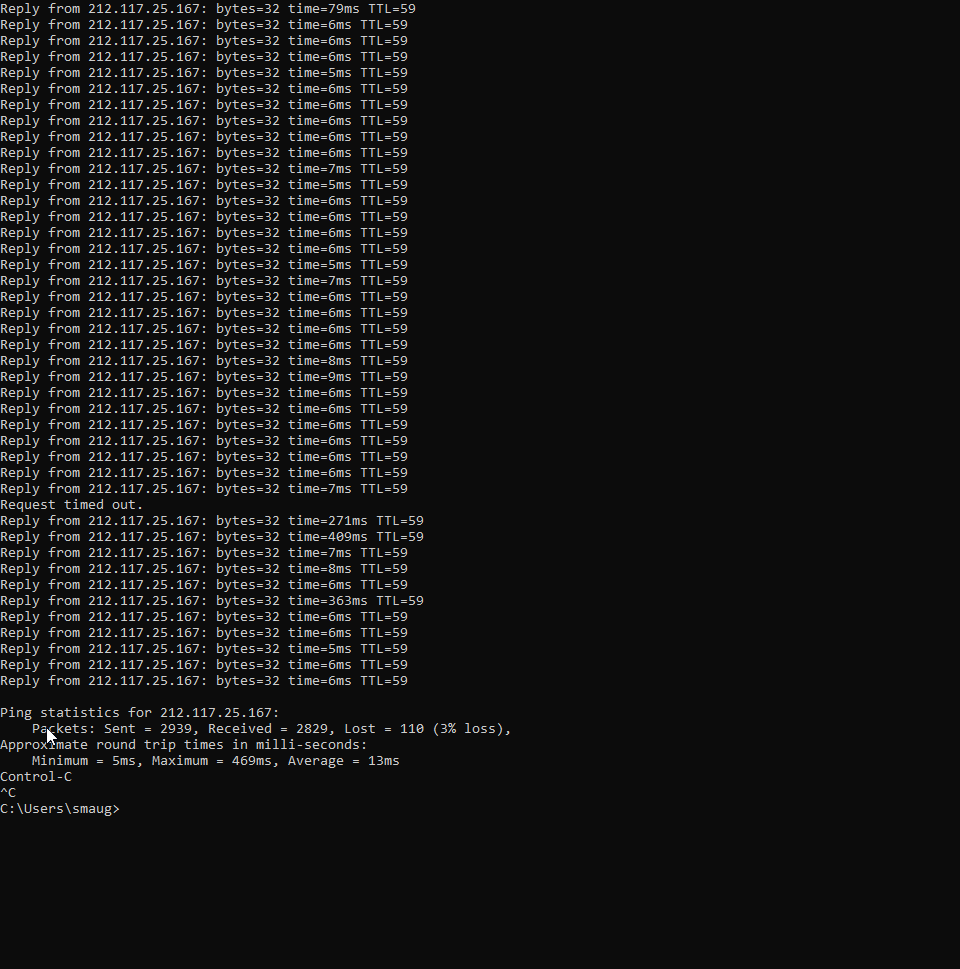 Reply from 212.117.25.167: bytes=32 time=79ms TTL=59
Reply from 212.117.25.167: bytes=32 time=6ms TTL=59
Reply from 212.117.25.167: bytes=32 time=6ms TTL=59
Reply from 212.117.25.167: bytes=32 time=6ms TTL=59
Reply from 212.117.25.167: bytes=32 time=5ms TTL=59
Reply from 212.117.25.167: bytes=32 time=6ms TTL=59
Reply from 212.117.25.167: bytes=32 time=6ms TTL=59
Reply from 212.117.25.167: bytes=32 time=6ms TTL=59
Reply from 212.117.25.167: bytes=32 time=6ms TTL=59
Reply from 212.117.25.167: bytes=32 time=6ms TTL=59
Reply from 212.117.25.167: bytes=32 time=7ms TTL=59
Reply from 212.117.25.167: bytes=32 time=5ms TTL=59
Reply from 212.117.25.167: bytes=32 time=6ms TTL=59
Reply from 212.117.25.167: bytes=32 time=6ms TTL=59
Reply from 212.117.25.167: bytes=32 time=6ms TTL=59
Reply from 212.117.25.167: bytes=32 time=6ms TTL=59
Reply from 212.117.25.167: bytes=32 time=5ms TTL=59
Reply from 212.117.25.167: bytes=32 time=7ms TTL=59
Reply from 212.117.25.167: bytes=32 time=6ms TTL=59
Reply from 212.117.25.167: bytes=32 time=6ms TTL=59
Reply from 212.117.25.167: bytes=32 time=6ms TTL=59
Reply from 212.117.25.167: bytes=32 time=6ms TTL=59
Reply from 212.117.25.167: bytes=32 time=8ms TTL=59
Reply from 212.117.25.167: bytes=32 time=9ms TTL=59
Reply from 212.117.25.167: bytes=32 time=6ms TTL=59
Reply from 212.117.25.167: bytes=32 time=6ms TTL=59
Reply from 212.117.25.167: bytes=32 time=6ms TTL=59
Reply from 212.117.25.167: bytes=32 time=6ms TTL=59
Reply from 212.117.25.167: bytes=32 time=6ms TTL=59
Reply from 212.117.25.167: bytes=32 time=6ms TTL=59
Reply from 212.117.25.167: bytes=32 time=7ms TTL=59
Request timed out.
Reply from 212.117.25.167: bytes=32 time=271ms TTL=59
Reply from 212.117.25.167: bytes=32 time=409ms TTL=59
Reply from 212.117.25.167: bytes=32 time=7ms TTL=59
Reply from 212.117.25.167: bytes=32 time=8ms TTL=59
Reply from 212.117.25.167: bytes=32 time=6ms TTL=59
Reply from 212.117.25.167: bytes=32 time=363ms TTL=59
Reply from 212.117.25.167: bytes=32 time=6ms TTL=59
Reply from 212.117.25.167: bytes=32 time=6ms TTL=59
Reply from 212.117.25.167: bytes=32 time=5ms TTL=59
Reply from 212.117.25.167: bytes=32 time=6ms TTL=59
Reply from 212.117.25.167: bytes=32 time=6ms TTL=59
Ping statistics for 212.117.25.167:
Packets: Sent = 2939, Received = 2829, Lost = 110 (3% loss),
Approximate round trip times in milli-seconds:
Minimum = 5ms, Maximum = 469ms, Average = 13ms
Control-C
^C
C:\Users\smaug>